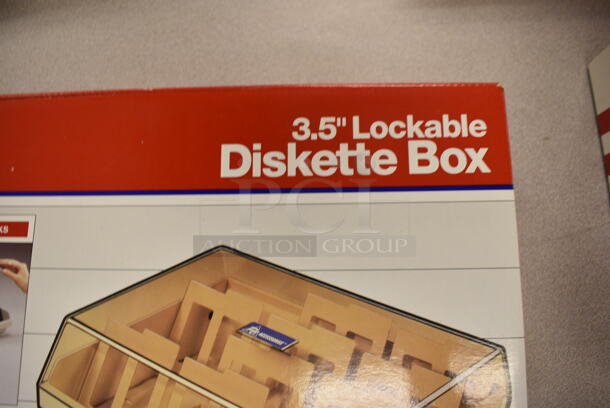 3.5" Lockable
Diskette Box
PCI
AUCTION GROUP